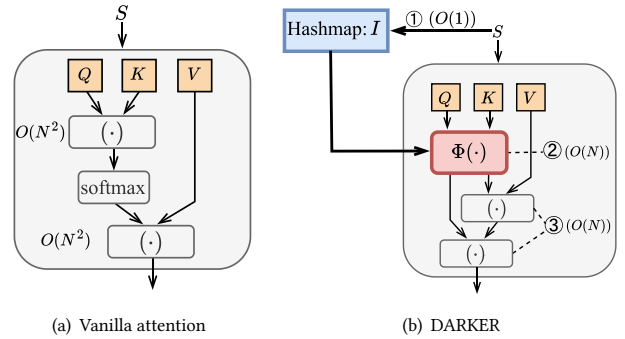 S
Q K V
O(N²) (·)
softmax
O(N²) (·)
(a) Vanilla attention
Hashmap: I ① (O(1)) S
Q K V
Φ(·) ② (O(N))
(·)
③ (O(N))
(·)
(b) DARKER